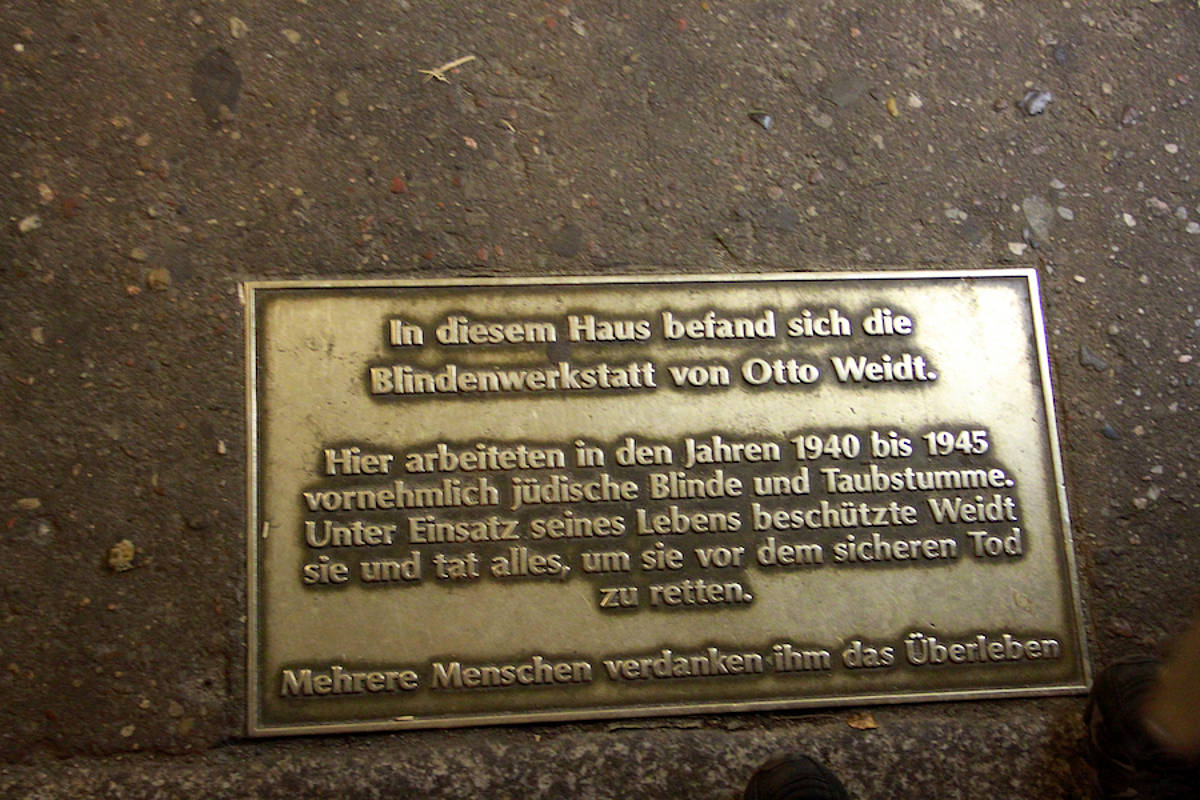 In diesem Haus befand sich die
Blindenwerkstatt von Otto Weidt.
Hier arbeiteten in den Jahren 1940 bis 1945
vornehmlich jüdische Blinde und Taubstumme.
Unter Einsatz seines Lebens beschützte Weidt
sie und tat alles, um sie vor dem sicheren Tod
zu retten.
Mehrere Menschen verdanken ihm das Überleben